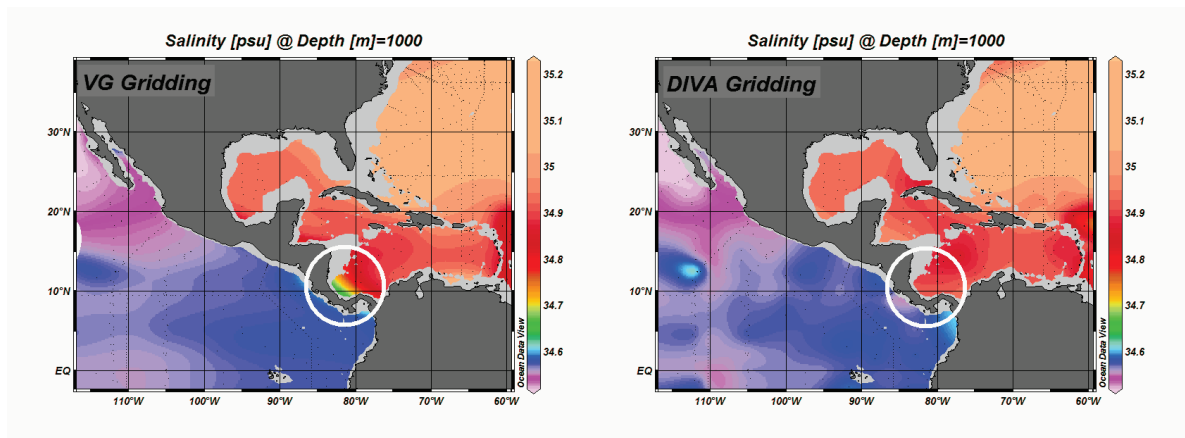 Salinity [psu] @ Depth [m]=1000
VG Gridding
30°N
20°N
10°N
EQ
110°W
100°W
90°W
80°W
70°W
60°W
35.2
35.1
35
34.9
34.8
34.7
34.6
Ocean Data View
Salinity [psu] @ Depth [m]=1000
DIVA Gridding
30°N
20°N
10°N
EQ
110°W
100°W
90°W
80°W
70°W
60°W
35.2
35.1
35
34.9
34.8
34.7
34.6
Ocean Data View